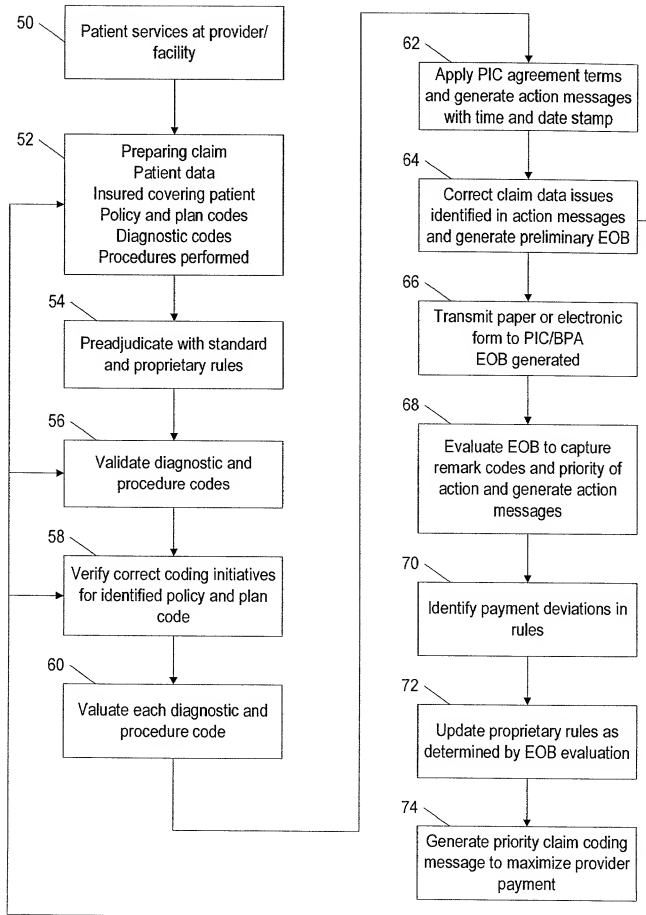 50
Patient services at provider/
facility
52
Preparing claim
Patient data
Insured covering patient
Policy and plan codes
Diagnostic codes
Procedures performed
54
Preadjudicate with standard
and proprietary rules
56
Validate diagnostic and
procedure codes
58
Verify correct coding initiatives
for identified policy and plan
code
60
Valuate each diagnostic and
procedure code
62
Apply PIC agreement terms
and generate action messages
with time and date stamp
64
Correct claim data issues
identified in action messages
and generate preliminary EOB
66
Transmit paper or electronic
form to PIC/BPA
EOB generated
68
Evaluate EOB to capture
remark codes and priority of
action and generate action
messages
70
Identify payment deviations in
rules
72
Update proprietary rules as
determined by EOB evaluation
74
Generate priority claim coding
message to maximize provider
payment